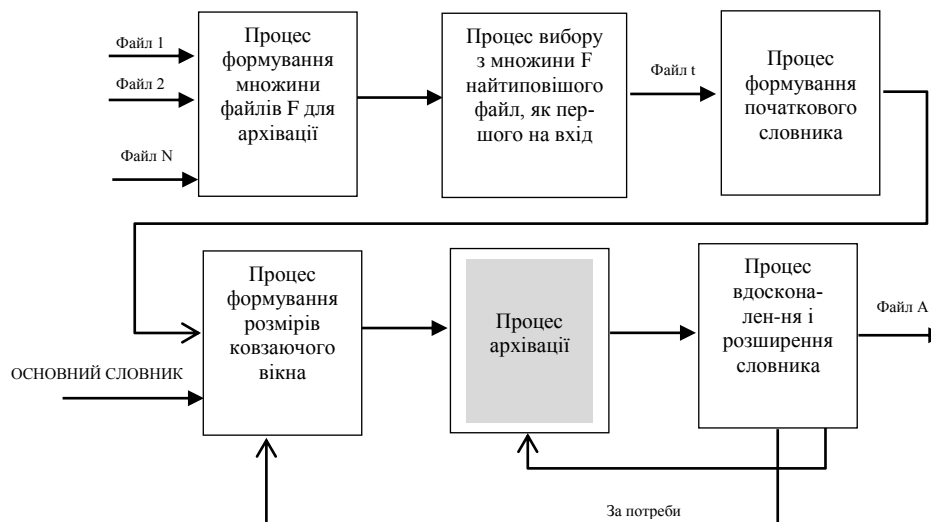 Файл 1
Файл 2
Файл N
Процес
формування
множини
файлів F для
архівації
Процес вибору
з множини F
найтиповішого
файл, як пер-
шого на вхід
Файл t
Процес
формування
початкового
словника
ОСНОВНИЙ СЛОВНИК
Процес
формування
розмірів
ковзаючого
вікна
Процес
архівації
Процес
вдоскона-
лен-ня і
розширення
словника
Файл А
За потреби